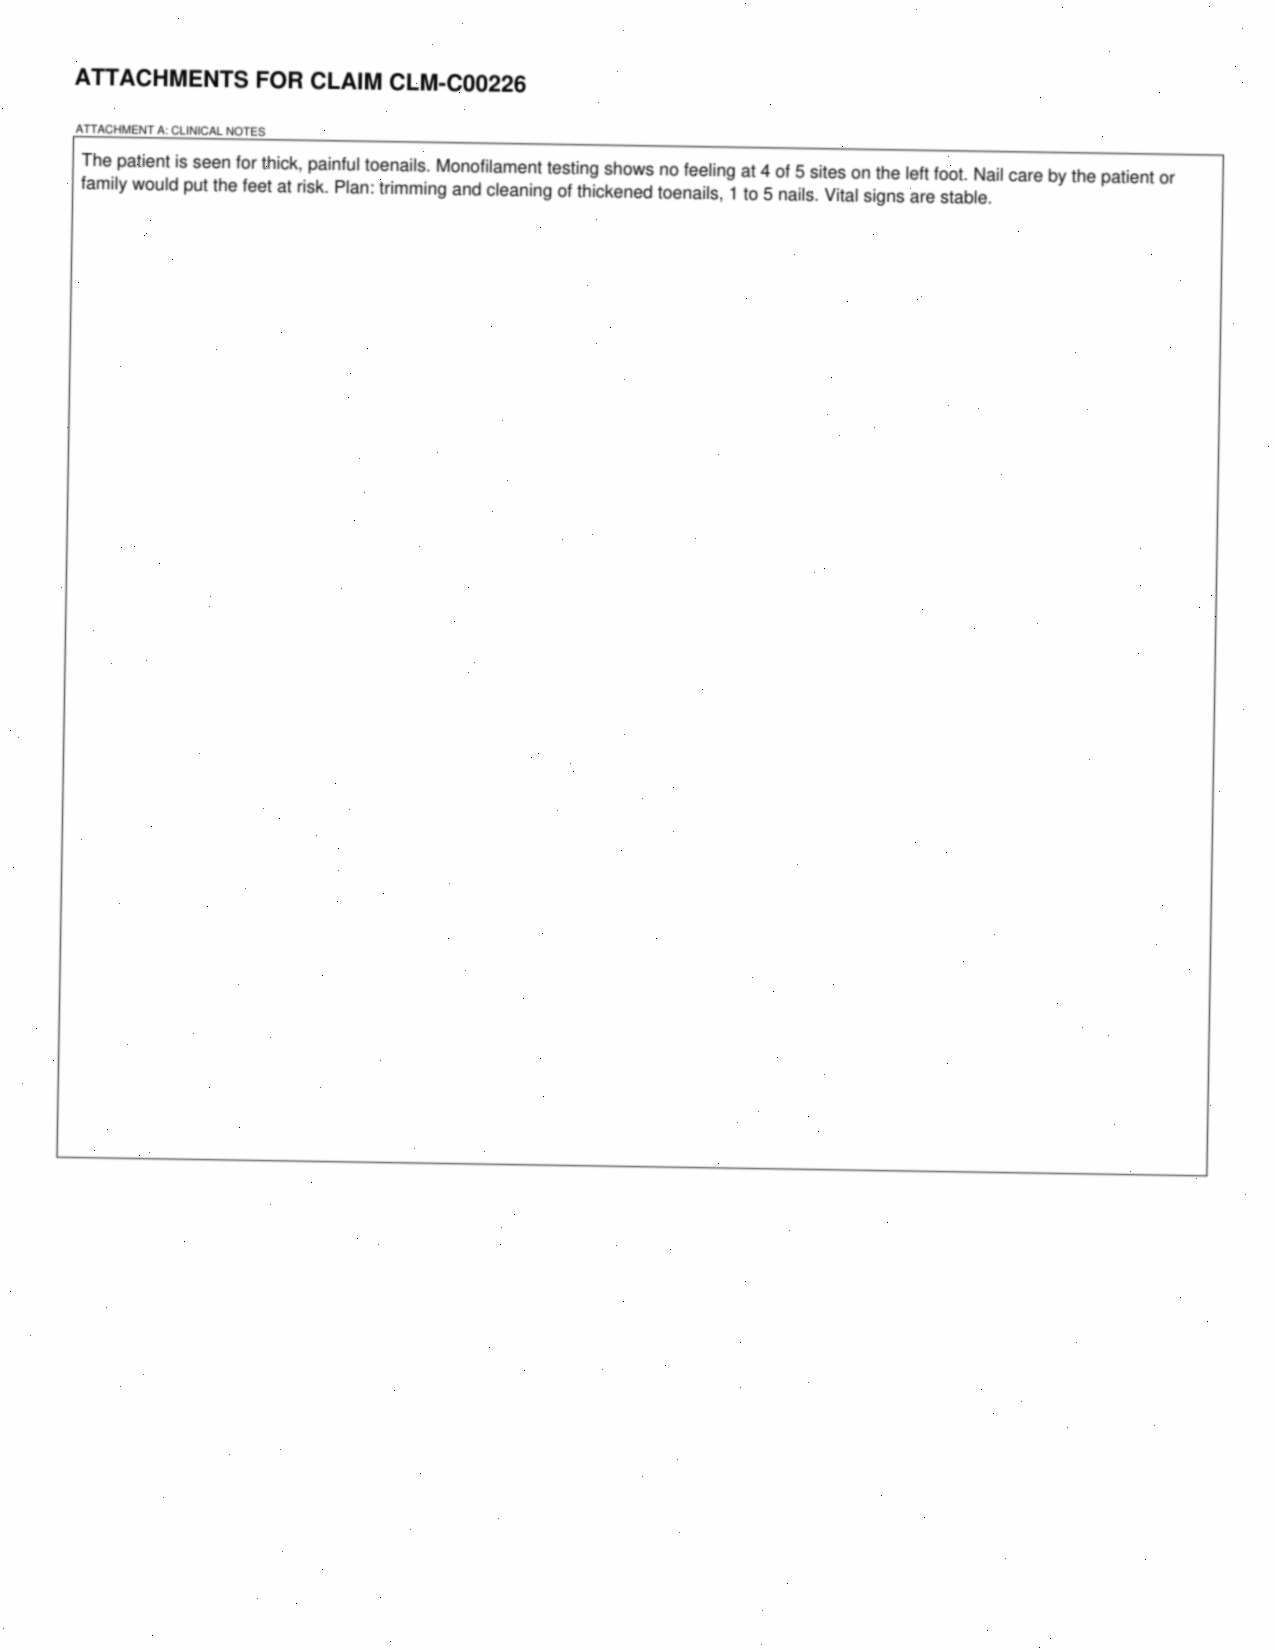 ATTACHMENTS FOR CLAIM CLM-C00226
ATTACHMENT A: CLINICAL NOTES
The patient is seen for thick, painful toenails. Monofilament testing shows no feeling at 4 of 5 sites on the left foot. Nail care by the patient or
family would put the feet at risk. Plan: trimming and cleaning of thickened toenails, 1 to 5 nails. Vital signs are stable.